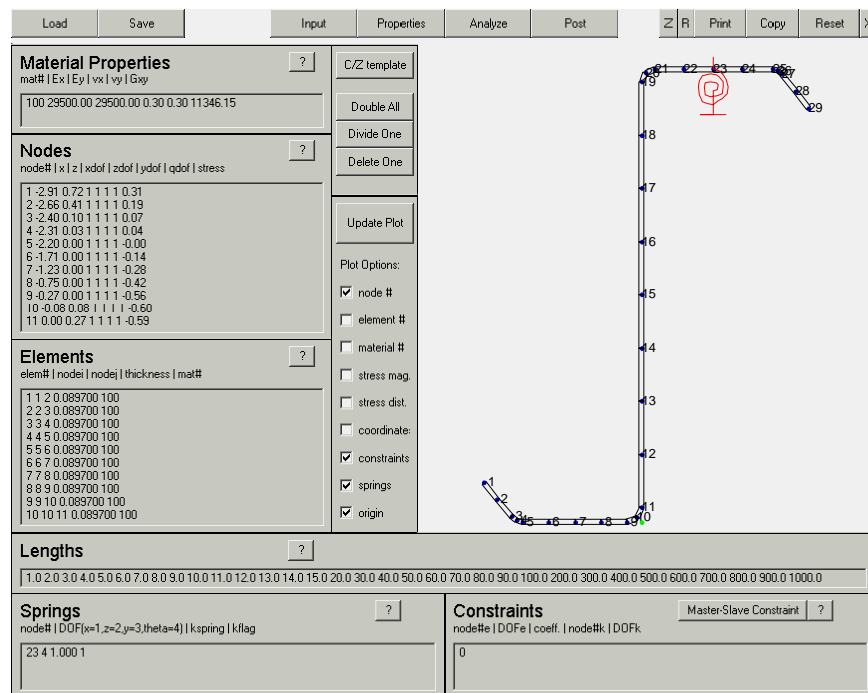 Load Save Input Properties Analyze Post Z R Print Copy Reset
Material Properties ?
mat# | Ex | Ey | vx | vy | Gxy
100 29500.00 29500.00 0.30 0.30 11346.15
Nodes ?
node# | x | z | xdof | zdof | ydof | qdof | stress
1 -2.91 0.72 1 1 1 1 0.31
2 -2.66 0.41 1 1 1 1 0.19
3 -2.40 0.10 1 1 1 1 0.07
4 -2.31 0.03 1 1 1 1 0.04
5 -2.20 0.00 1 1 1 1 -0.00
6 -1.71 0.00 1 1 1 1 -0.14
7 -1.23 0.00 1 1 1 1 -0.28
8 -0.75 0.00 1 1 1 1 -0.42
9 -0.27 0.00 1 1 1 1 -0.56
10 -0.08 0.08 1 1 1 1 -0.60
11 0.00 0.27 1 1 1 1 -0.59
Elements ?
elem# | nodei | nodej | thickness | mat#
1 1 2 0.089700 100
2 2 3 0.089700 100
3 3 4 0.089700 100
4 4 5 0.089700 100
5 5 6 0.089700 100
6 6 7 0.089700 100
7 7 8 0.089700 100
8 8 9 0.089700 100
9 9 10 0.089700 100
10 10 11 0.089700 100
C/Z template
Double All
Divide One
Delete One
Update Plot
Plot Options:
node #
element #
material #
stress mag.
stress dist.
coordinate
constraints
springs
origin
20 21 22 23 24 25 26 27
19
28
29
18
17
16
15
14
13
12
11
1
2
3 4 5 6 7 8 9 10
Lengths ?
1.0 2.0 3.0 4.0 5.0 6.0 7.0 8.0 9.0 10.0 11.0 12.0 13.0 14.0 15.0 20.0 30.0 40.0 50.0 60.0 70.0 80.0 90.0 100.0 200.0 300.0 400.0 500.0 600.0 700.0 800.0 900.0 1000.0
Springs ?
node# | DOF(x=1,z=2,y=3,theta=4) | kspring | kflag
23 4 1.000 1
Constraints Master-Slave Constraint ?
node#e | DOFe | coeff. | node#k | DOFk
0